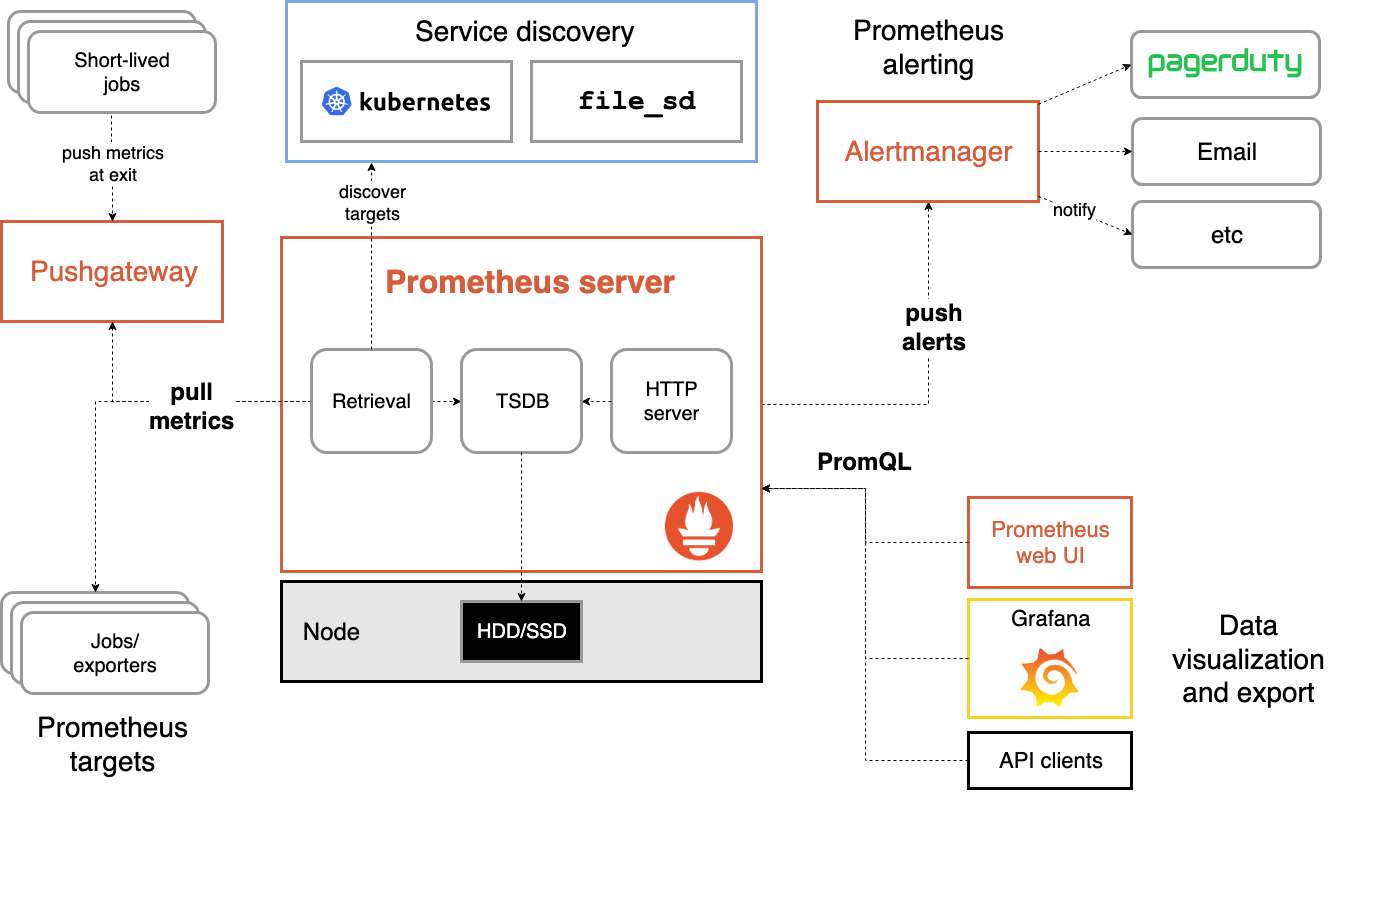 Short-lived
jobs
push metrics
at exit
Pushgateway
pull
metrics
Jobs/
exporters
Prometheus
targets
Service discovery
kubernetes
file_sd
discover
targets
Prometheus server
Retrieval
TSDB
HTTP
server
Node
HDD/SSD
Prometheus
alerting
Alertmanager
pagerduty
Email
notify
etc
push
alerts
PromQL
Prometheus
web UI
Grafana
API clients
Data
visualization
and export